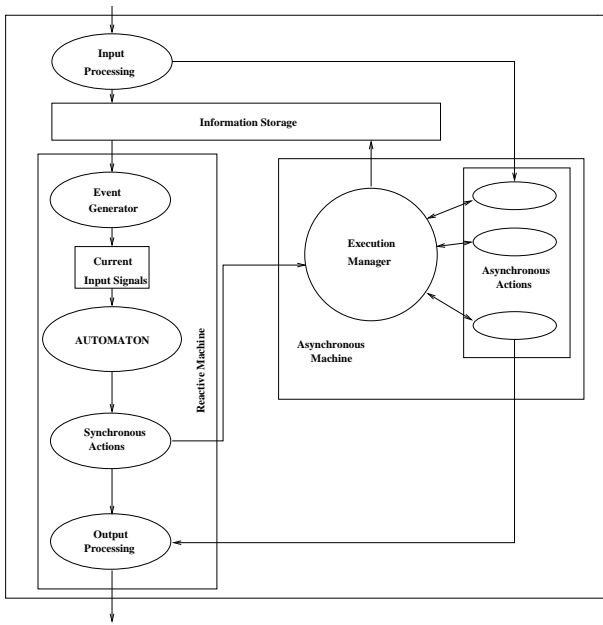 Input
Processing
Information Storage
Event
Generator
Current
Input Signals
AUTOMATON
Synchronous
Actions
Output
Processing
Reactive Machine
Execution
Manager
Asynchronous
Machine
Asynchronous
Actions